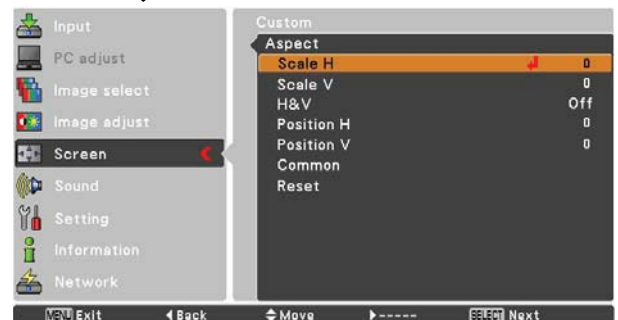 Input
PC adjust
Image select
Image adjust
Screen
Sound
Setting
Information
Network
Custom
Aspect
Scale H 0
Scale V 0
H&V Off
Position H 0
Position V 0
Common
Reset
MENU Exit Back Move ----- SELECT Next